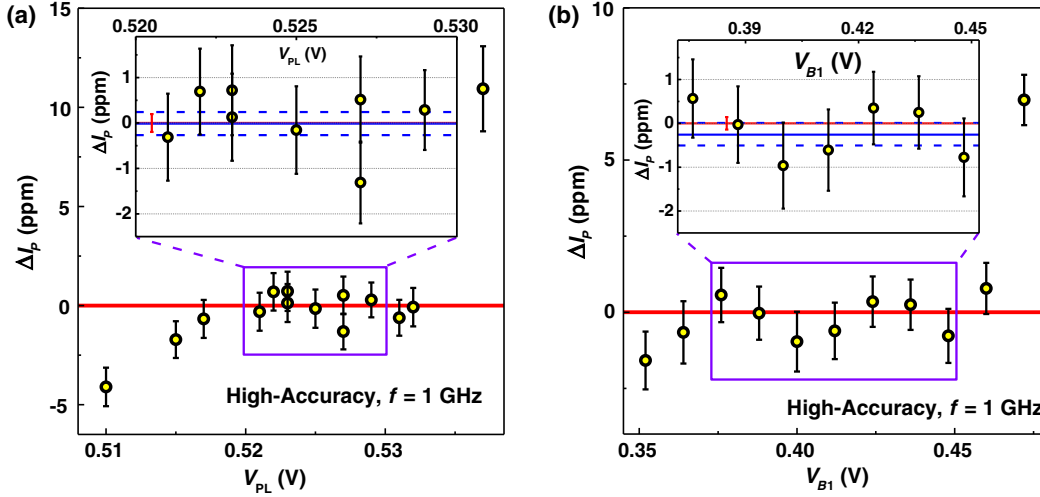 (a)
15
10
5
0
-5
ΔI_P (ppm)
0.51
0.52
0.53
V_PL (V)
0.520
0.525
0.530
V_PL (V)
1
0
-1
-2
ΔI_P (ppm)
High-Accuracy, f = 1 GHz
(b)
10
5
0
ΔI_P (ppm)
0.35
0.40
0.45
V_B1 (V)
0.39
0.42
0.45
V_B1 (V)
1
0
-1
-2
ΔI_P (ppm)
High-Accuracy, f = 1 GHz